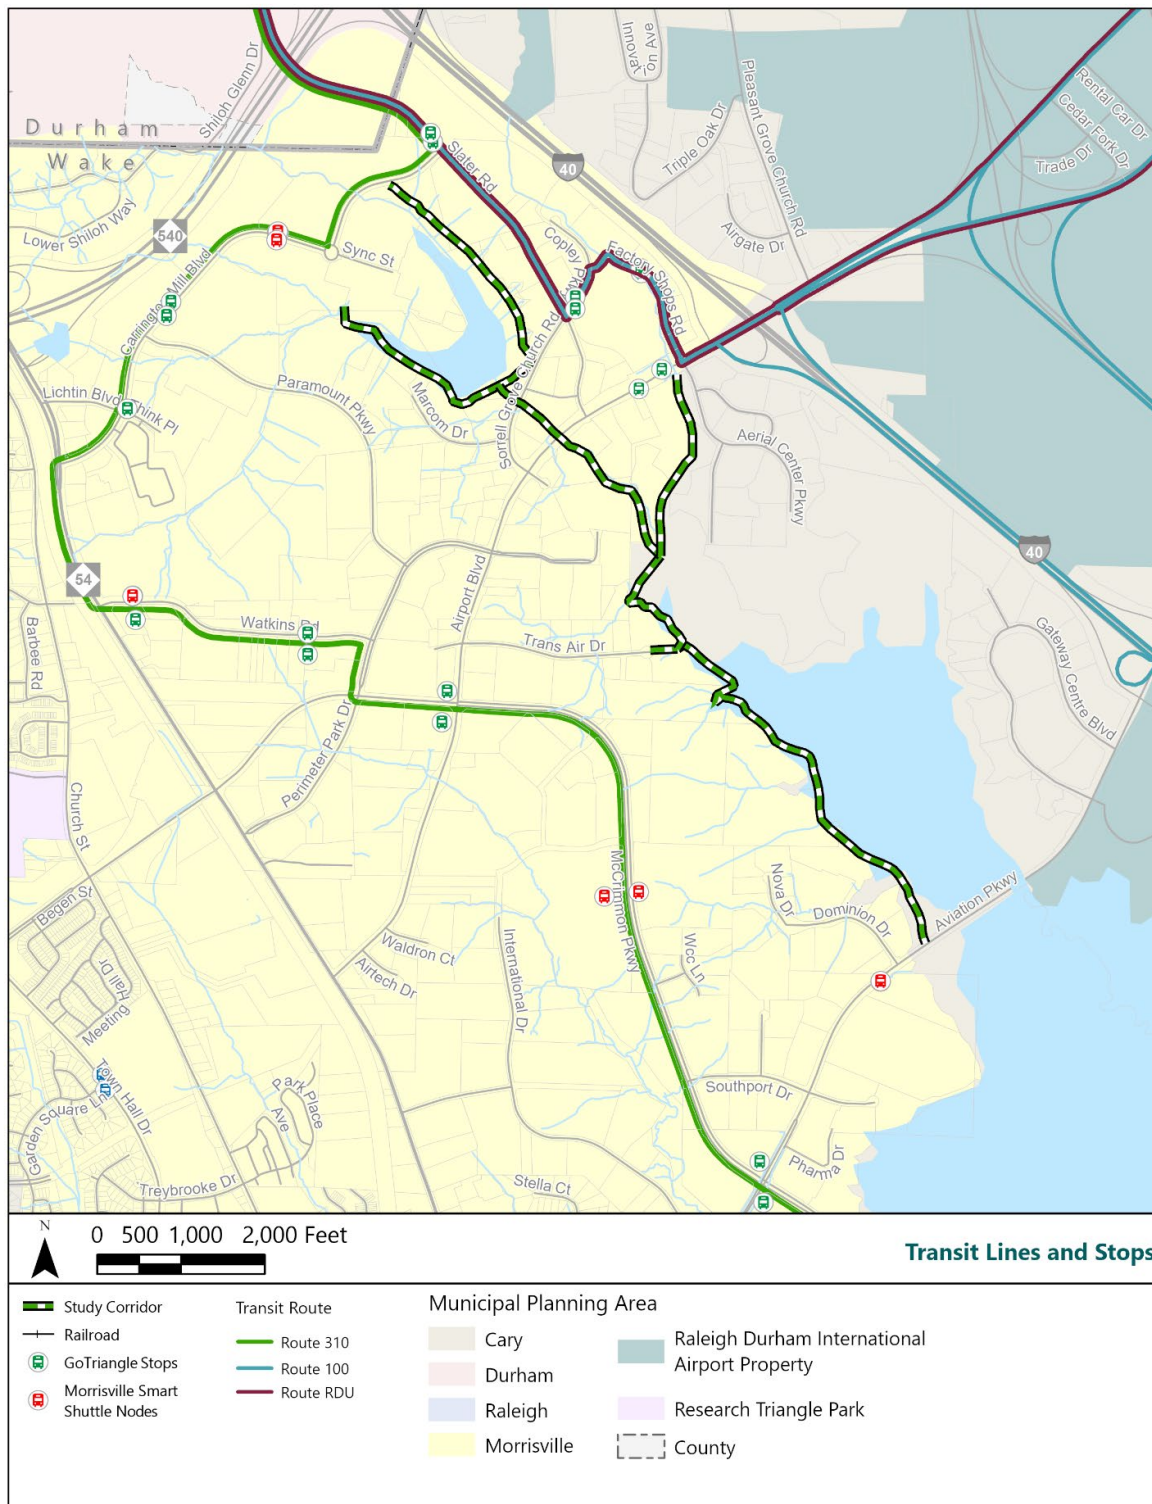 Innovat
ion Ave
Pleasant Grove Church Rd
Rental Car Dr
Cedar Fork Dr
Trade Dr
Shiloh Glenn Dr
Triple Oak Dr
Durham
Wake
Slater Rd
40
Lower Shiloh Way
540
Airgate Dr
Copley
Pkwy
Factory Shops Rd
Sync St
Carrington Mill Blvd
Lichtin Blvd
Think Pl
Paramount Pkwy
Marcom Dr
Sorrell Grove Church Rd
Aerial Center Pkwy
40
54
Airport Blvd
Watkins Rd
Trans Air Dr
Barbee Rd
Gateway Centre Blvd
Perimeter Park Dr
Church St
McCrimmon Pkwy
Nova Dr
Dominion Dr
Aviation Pkwy
Begen St
Waldron Ct
Airtech Dr
International Dr
Wcc Ln
Hall Dr
Meeting
Town Hall Dr
Garden Square Ln
Park Place
Ave
Southport Dr
Pharma Dr
Treybrooke Dr
Stella Ct
N
0 500 1,000 2,000 Feet
Transit Lines and Stops
Study Corridor
Railroad
GoTriangle Stops
Morrisville Smart
Shuttle Nodes
Transit Route
Route 310
Route 100
Route RDU
Municipal Planning Area
Cary
Durham
Raleigh
Morrisville
Raleigh Durham International
Airport Property
Research Triangle Park
County